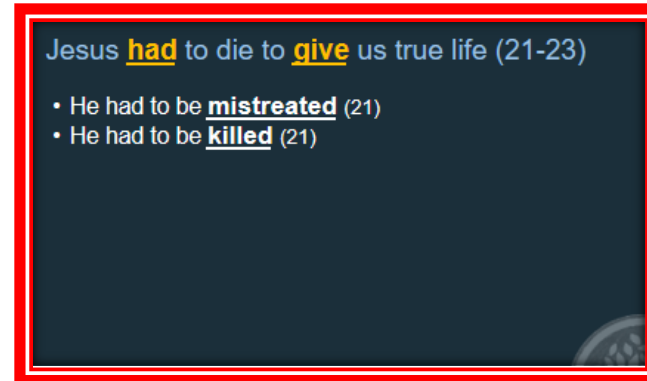 Jesus had to die to give us true life (21-23)
• He had to be mistreated (21)
• He had to be killed (21)